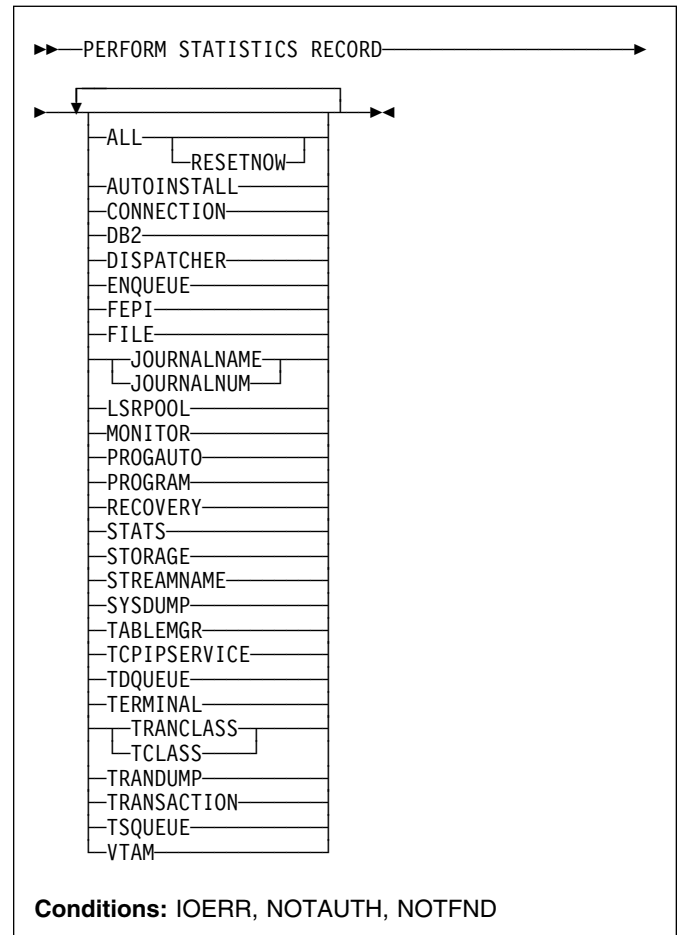 PERFORM STATISTICS RECORD
ALL
RESETNOW
AUTOINSTALL
CONNECTION
DB2
DISPATCHER
ENQUEUE
FEPI
FILE
JOURNALNAME
JOURNALNUM
LSRPOOL
MONITOR
PROGAUTO
PROGRAM
RECOVERY
STATS
STORAGE
STREAMNAME
SYSDUMP
TABLEMGR
TCPIPSERVICE
TDQUEUE
TERMINAL
TRANCLASS
TCLASS
TRANDUMP
TRANSACTION
TSQUEUE
VTAM
Conditions: IOERR, NOTAUTH, NOTFND